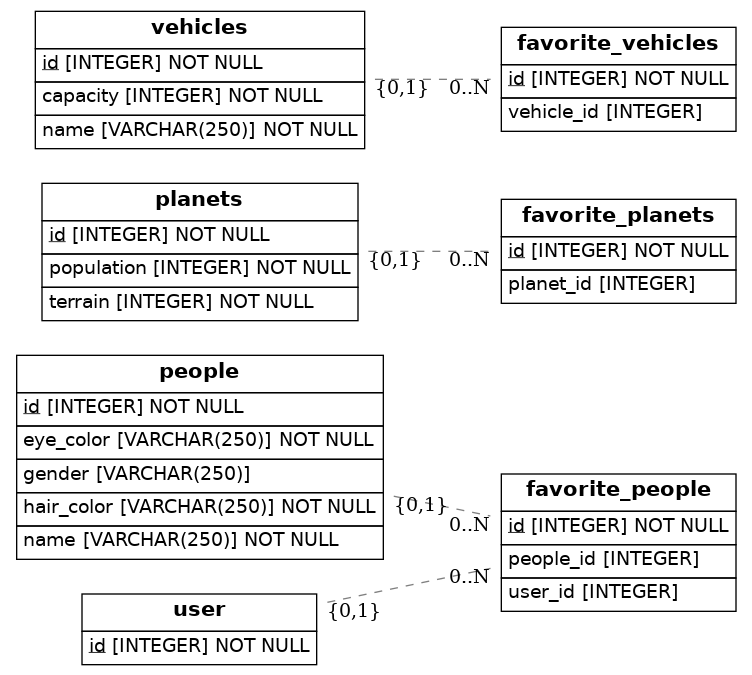 vehicles
id [INTEGER] NOT NULL
capacity [INTEGER] NOT NULL
name [VARCHAR(250)] NOT NULL
{0,1}
0..N
favorite_vehicles
id [INTEGER] NOT NULL
vehicle_id [INTEGER]
planets
id [INTEGER] NOT NULL
population [INTEGER] NOT NULL
terrain [INTEGER] NOT NULL
{0,1}
0..N
favorite_planets
id [INTEGER] NOT NULL
planet_id [INTEGER]
people
id [INTEGER] NOT NULL
eye_color [VARCHAR(250)] NOT NULL
gender [VARCHAR(250)]
hair_color [VARCHAR(250)] NOT NULL
name [VARCHAR(250)] NOT NULL
{0,1}
0..N
favorite_people
id [INTEGER] NOT NULL
people_id [INTEGER]
user_id [INTEGER]
0..N
{0,1}
user
id [INTEGER] NOT NULL